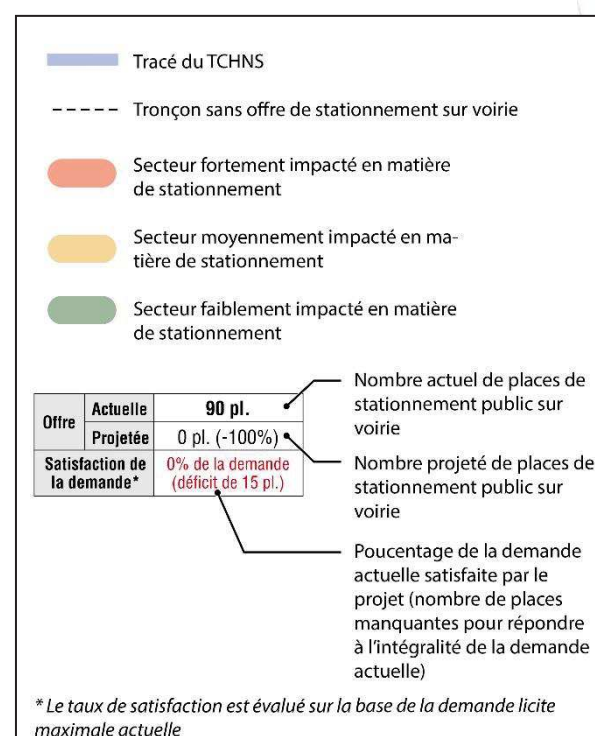 Tracé du TCHNS
Tronçon sans offre de stationnement sur voirie
Secteur fortement impacté en matière
de stationnement
Secteur moyennement impacté en ma-
tière de stationnement
Secteur faiblement impacté en matière
de stationnement
Offre
Actuelle
90 pl.
Projetée
0 pl. (-100%)
Satisfaction de
la demande*
0% de la demande
(déficit de 15 pl.)
Nombre actuel de places de
stationnement public sur
voirie
Nombre projeté de places de
stationnement public sur
voirie
Poucentage de la demande
actuelle satisfaite par le
projet (nombre de places
manquantes pour répondre
à l'intégralité de la demande
actuelle)
* Le taux de satisfaction est évalué sur la base de la demande licite
maximale actuelle